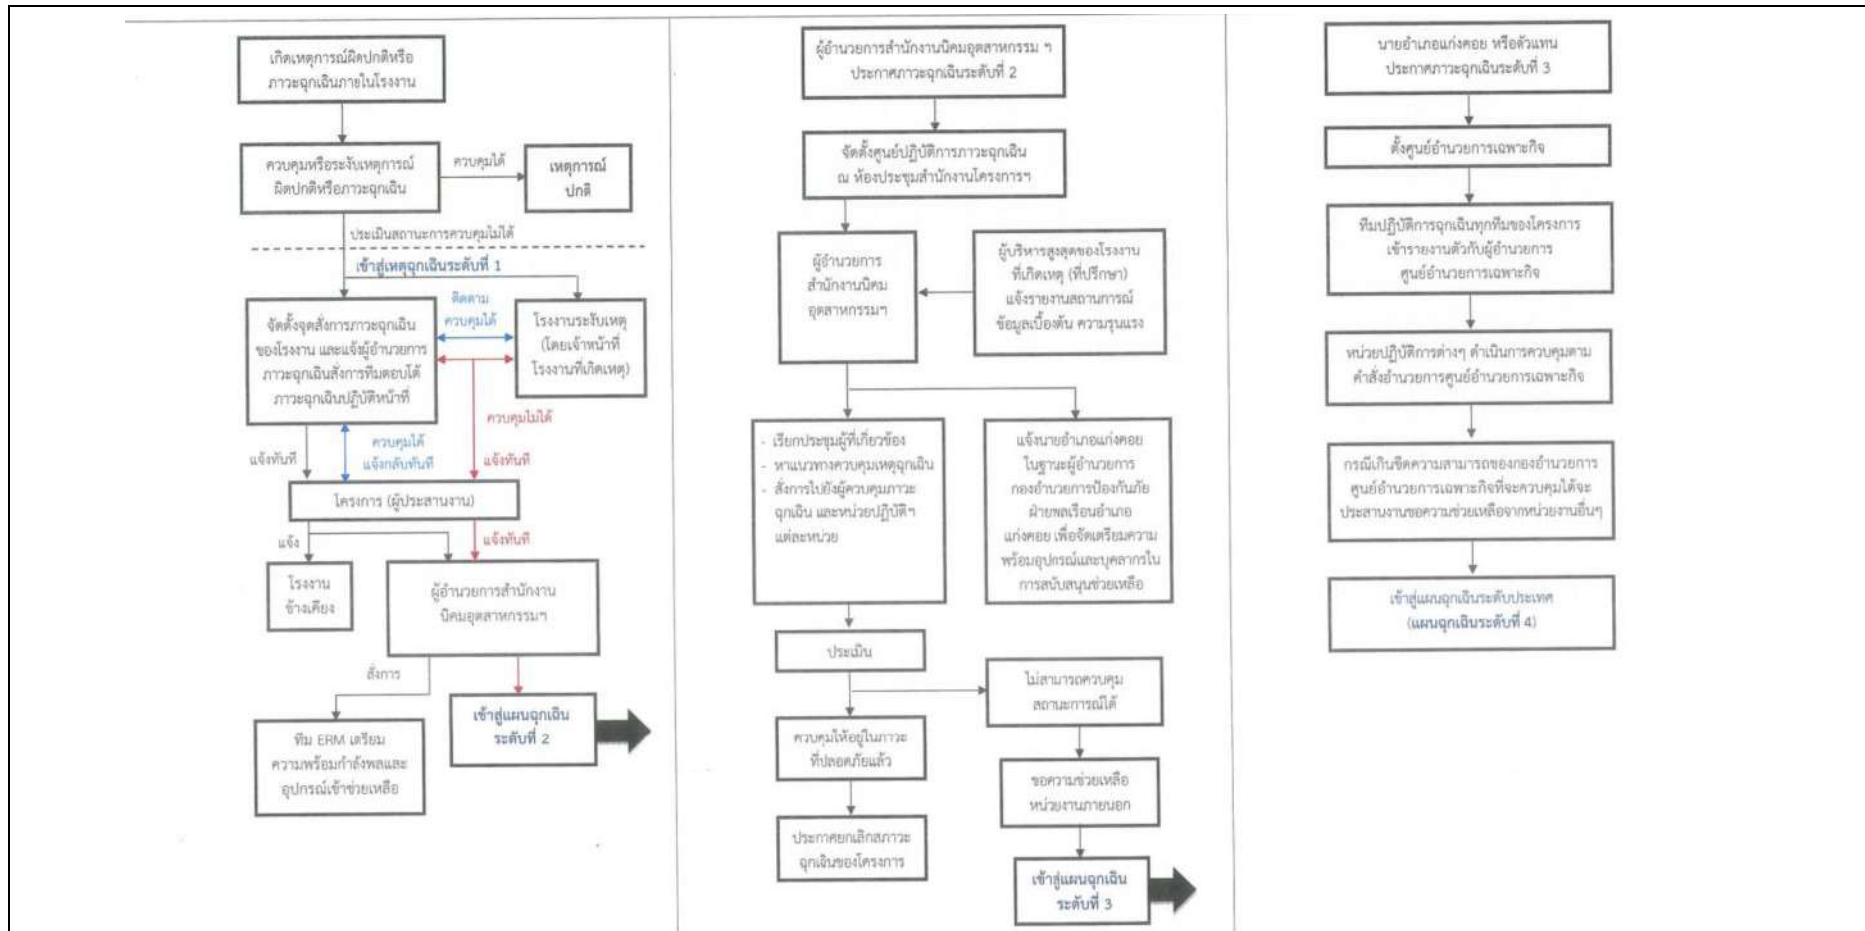 เกิดเหตุการณ์ผิดปกติหรือ
ภาวะฉุกเฉินภายในโรงงาน
ควบคุมหรือระงับเหตุการณ์
ผิดปกติหรือภาวะฉุกเฉิน
ควบคุมได้
เหตุการณ์
ปกติ
ประเมินสถานะการควบคุมไม่ได้
เข้าสู่เหตุฉุกเฉินระดับที่ 1
จัดตั้งจุดสั่งการภาวะฉุกเฉิน
ของโรงงาน และแจ้งผู้อำนวยการ
ภาวะฉุกเฉินสั่งการทีมตอบโต้
ภาวะฉุกเฉินปฏิบัติหน้าที่
ติดตาม
ควบคุมได้
โรงงานระงับเหตุ
(โดยเจ้าหน้าที่
โรงงานที่เกิดเหตุ)
ควบคุมไม่ได้
แจ้งทันที
ควบคุมได้
แจ้งกลับทันที
แจ้งทันที
โครงการ (ผู้ประสานงาน)
แจ้ง
แจ้งทันที
โรงงาน
ข้างเคียง
ผู้อำนวยการสำนักงาน
นิคมอุตสาหกรรมฯ
สั่งการ
ทีม ERM เตรียม
ความพร้อมกำลังพลและ
อุปกรณ์เข้าช่วยเหลือ
เข้าสู่แผนฉุกเฉิน
ระดับที่ 2
ผู้อำนวยการสำนักงานนิคมอุตสาหกรรม ฯ
ประกาศภาวะฉุกเฉินระดับที่ 2
จัดตั้งศูนย์ปฏิบัติการภาวะฉุกเฉิน
ณ ห้องประชุมสำนักงานโครงการฯ
ผู้อำนวยการ
สำนักงานนิคม
อุตสาหกรรมฯ
ผู้บริหารสูงสุดของโรงงาน
ที่เกิดเหตุ (ที่ปรึกษา)
แจ้งรายงานสถานการณ์
ข้อมูลเบื้องต้น ความรุนแรง
- เรียกประชุมผู้ที่เกี่ยวข้อง
- หาแนวทางควบคุมเหตุฉุกเฉิน
- สั่งการไปยังผู้ควบคุมภาวะ
ฉุกเฉิน และหน่วยปฏิบัติฯ
แต่ละหน่วย
แจ้งนายอำเภอแก่งคอย
ในฐานะผู้อำนวยการ
กองอำนวยการป้องกันภัย
ฝ่ายพลเรือนอำเภอ
แก่งคอย เพื่อจัดเตรียมความ
พร้อมอุปกรณ์และบุคลากรใน
การสนับสนุนช่วยเหลือ
ประเมิน
ไม่สามารถควบคุม
สถานะการณ์ได้
ควบคุมให้อยู่ในภาวะ
ที่ปลอดภัยแล้ว
ขอความช่วยเหลือ
หน่วยงานภายนอก
ประกาศยกเลิกสภาวะ
ฉุกเฉินของโครงการ
เข้าสู่แผนฉุกเฉิน
ระดับที่ 3
นายอำเภอแก่งคอย หรือตัวแทน
ประกาศภาวะฉุกเฉินระดับที่ 3
ตั้งศูนย์อำนวยการเฉพาะกิจ
ทีมปฏิบัติการฉุกเฉินทุกทีมของโครงการ
เข้ารายงานตัวกับผู้อำนวยการ
ศูนย์อำนวยการเฉพาะกิจ
หน่วยปฏิบัติการต่างๆ ดำเนินการควบคุมตาม
คำสั่งอำนวยการศูนย์อำนวยการเฉพาะกิจ
กรณีเกินขีดความสามารถของกองอำนวยการ
ศูนย์อำนวยการเฉพาะกิจที่จะควบคุมได้จะ
ประสานงานขอความช่วยเหลือจากหน่วยงานอื่นๆ
เข้าสู่แผนฉุกเฉินระดับประเทศ
(แผนฉุกเฉินระดับที่ 4)